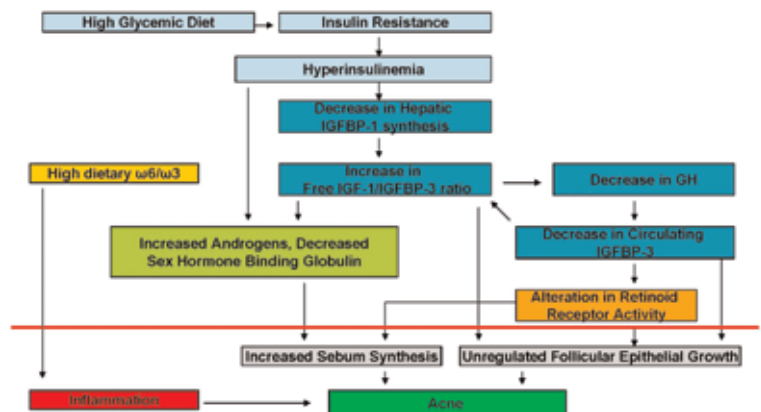 High Glycemic Diet
Insulin Resistance
Hyperinsulinemia
Decrease in Hepatic
IGFBP-1 synthesis
High dietary ω6/ω3
Increase in
Free IGF-1/IGFBP-3 ratio
Decrease in GH
Increased Androgens, Decreased
Sex Hormone Binding Globulin
Decrease in Circulating
IGFBP-3
Alteration in Retinoid
Receptor Activity
Increased Sebum Synthesis
Unregulated Follicular Epithelial Growth
Inflammation
Acne